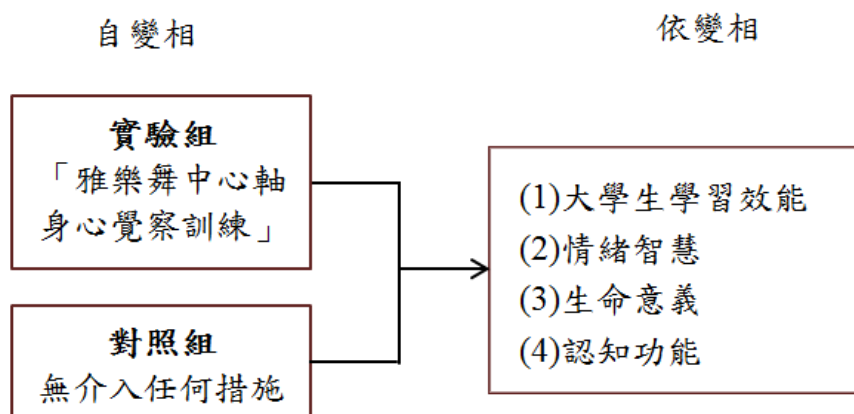 自變相
依變相
實驗組
「雅樂舞中心軸
身心覺察訓練」
對照組
無介入任何措施
(1)大學生學習效能
(2)情緒智慧
(3)生命意義
(4)認知功能